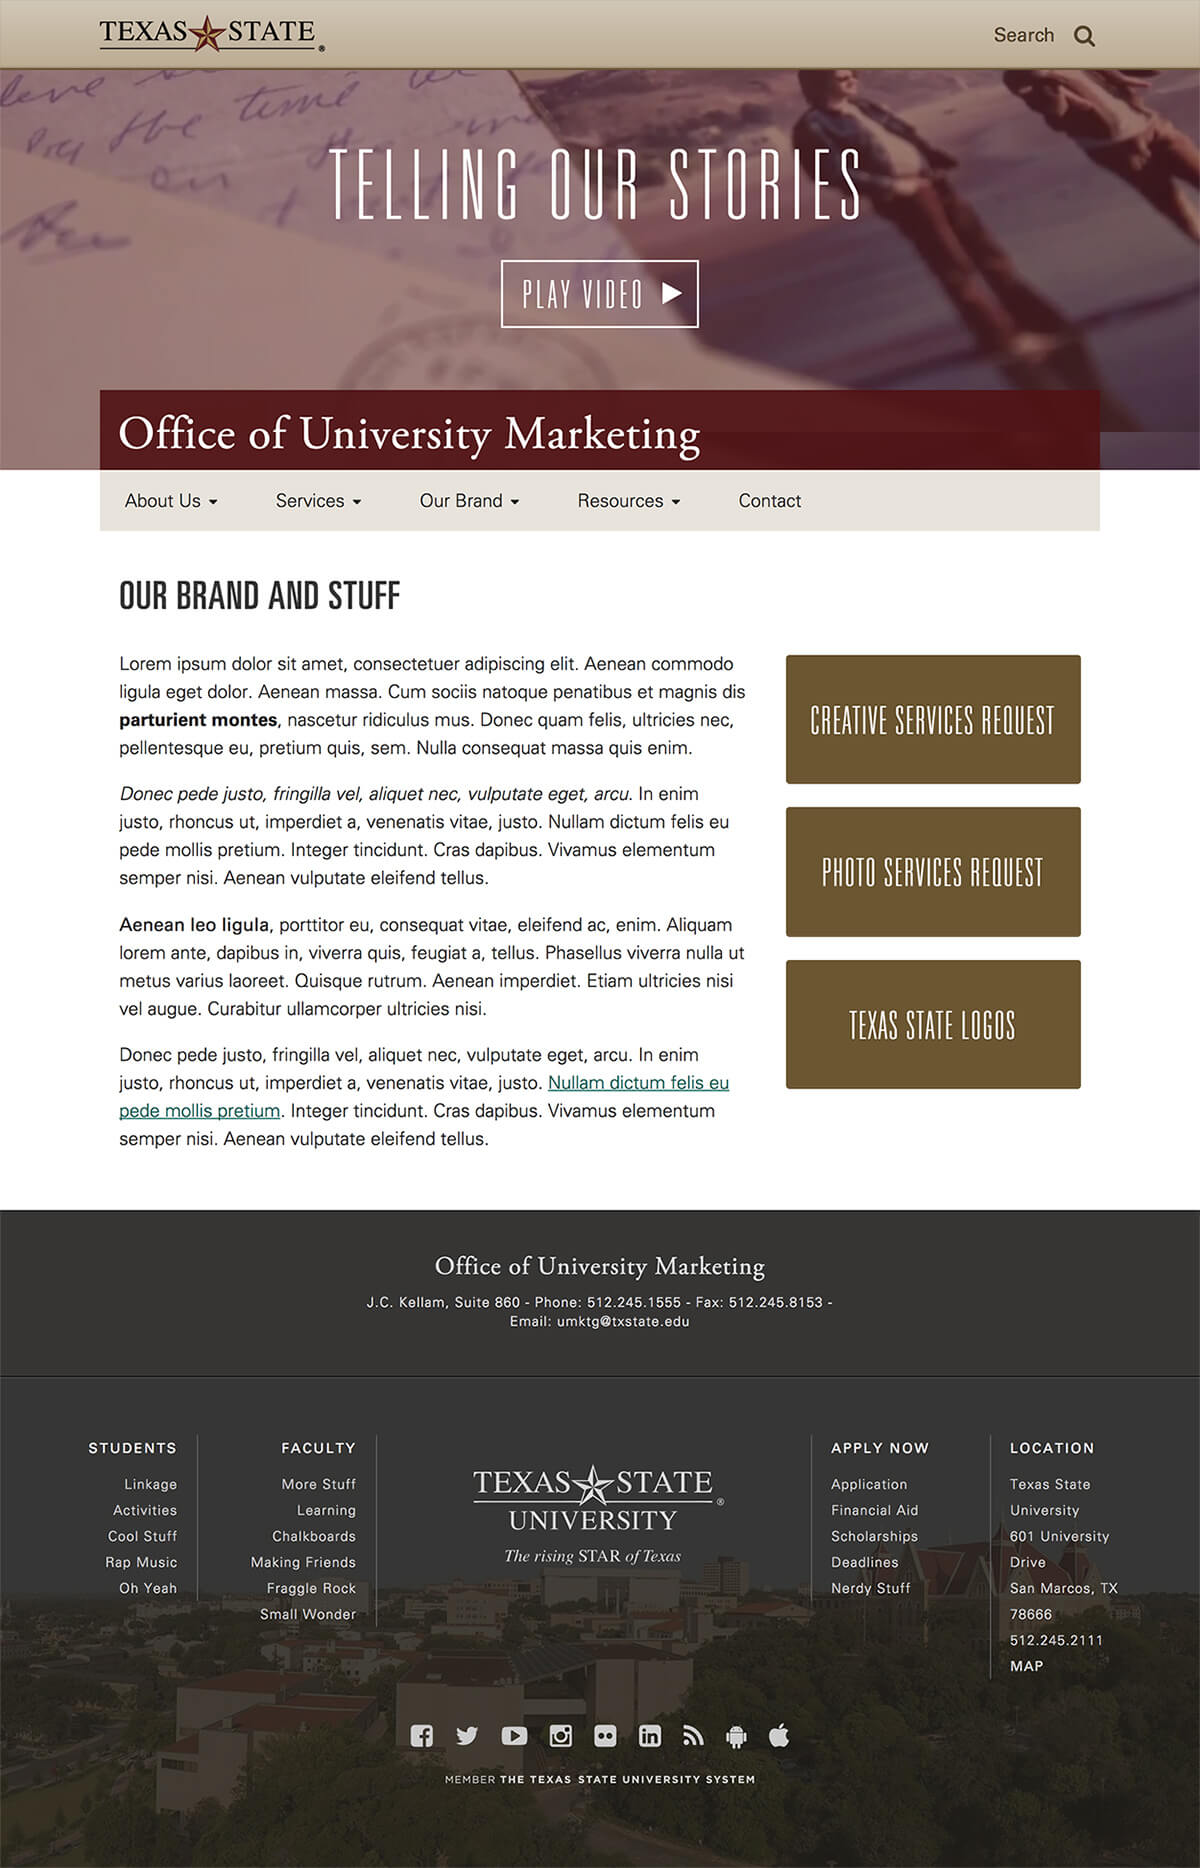 TEXAS STATE®
Search
love so
the time we
by the
on
TELLING OUR STORIES
PLAY VIDEO
Office of University Marketing
About Us
Services
Our Brand
Resources
Contact
OUR BRAND AND STUFF
Lorem ipsum dolor sit amet, consectetuer adipiscing elit. Aenean commodo
ligula eget dolor. Aenean massa. Cum sociis natoque penatibus et magnis dis
parturient montes, nascetur ridiculus mus. Donec quam felis, ultricies nec,
pellentesque eu, pretium quis, sem. Nulla consequat massa quis enim.
Donec pede justo, fringilla vel, aliquet nec, vulputate eget, arcu. In enim
justo, rhoncus ut, imperdiet a, venenatis vitae, justo. Nullam dictum felis eu
pede mollis pretium. Integer tincidunt. Cras dapibus. Vivamus elementum
semper nisi. Aenean vulputate eleifend tellus.
Aenean leo ligula, porttitor eu, consequat vitae, eleifend ac, enim. Aliquam
lorem ante, dapibus in, viverra quis, feugiat a, tellus. Phasellus viverra nulla ut
metus varius laoreet. Quisque rutrum. Aenean imperdiet. Etiam ultricies nisi
vel augue. Curabitur ullamcorper ultricies nisi.
Donec pede justo, fringilla vel, aliquet nec, vulputate eget, arcu. In enim
justo, rhoncus ut, imperdiet a, venenatis vitae, justo. Nullam dictum felis eu
pede mollis pretium. Integer tincidunt. Cras dapibus. Vivamus elementum
semper nisi. Aenean vulputate eleifend tellus.
CREATIVE SERVICES REQUEST
PHOTO SERVICES REQUEST
TEXAS STATE LOGOS
Office of University Marketing
J.C. Kellam, Suite 860 - Phone: 512.245.1555 - Fax: 512.245.8153 -
Email: umktg@txstate.edu
STUDENTS
Linkage
Activities
Cool Stuff
Rap Music
Oh Yeah
FACULTY
More Stuff
Learning
Chalkboards
Making Friends
Fraggle Rock
Small Wonder
TEXAS STATE®
UNIVERSITY
The rising STAR of Texas
APPLY NOW
Application
Financial Aid
Scholarships
Deadlines
Nerdy Stuff
LOCATION
Texas State
University
601 University
Drive
San Marcos, TX
78666
512.245.2111
MAP
MEMBER THE TEXAS STATE UNIVERSITY SYSTEM